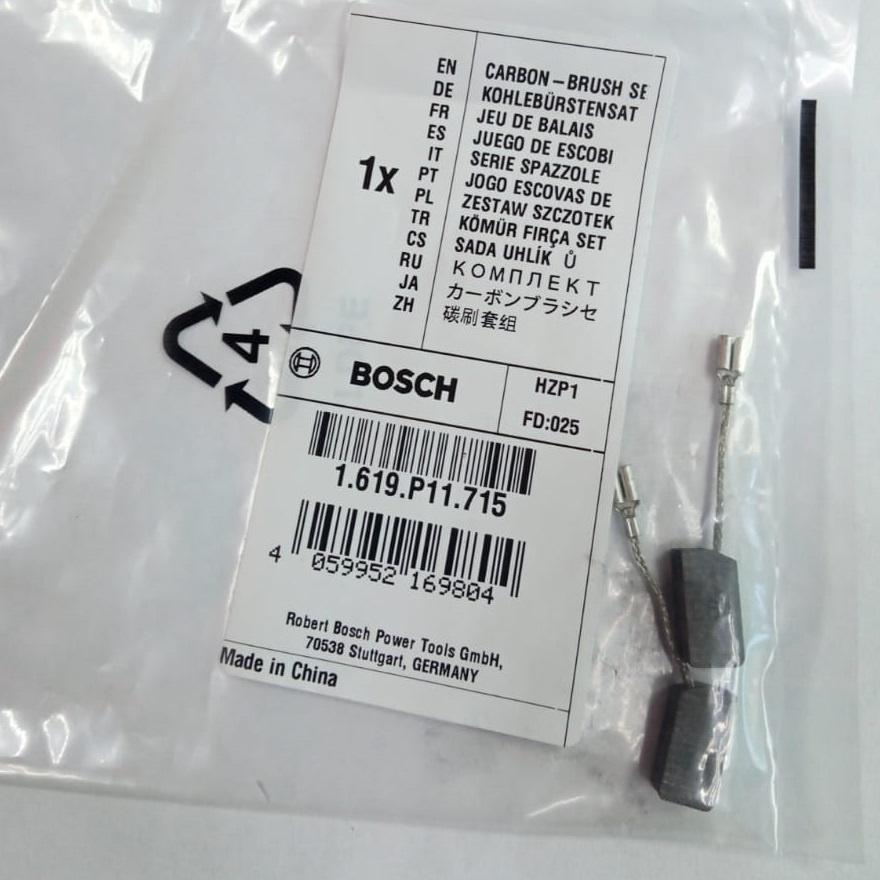 EN CARBON-BRUSH SE
DE KOHLEBÜRSTENSAT
FR JEU DE BALAIS
ES JUEGO DE ESCOBI
IT SERIE SPAZZOLE
PT JOGO ESCOVAS DE
PL ZESTAW SZCZOTEK
TR KÖMÜR FIRÇA SET
CS SADA UHLÍK Ů
RU КОМПЛЕКТ
JA カーボンブラシセ
ZH 碳刷套组
1x
4
BOSCH
HZP1
FD:025
1.619.P11.715
4 059952 169804
Robert Bosch Power Tools GmbH,
70538 Stuttgart, GERMANY
Made in China